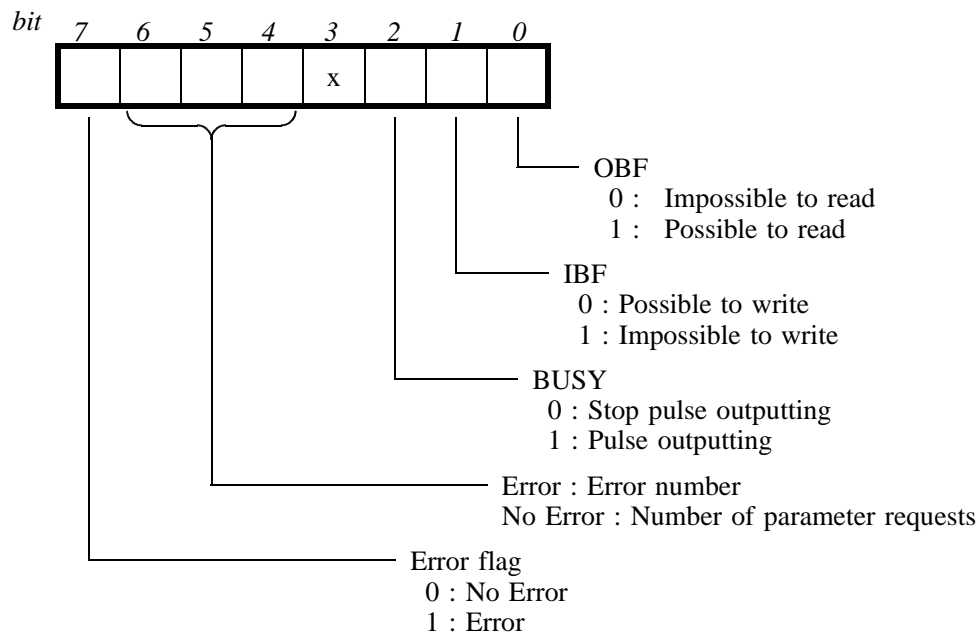 bit 7 6 5 4 3 2 1 0
x
OBF
0 : Impossible to read
1 : Possible to read
IBF
0 : Possible to write
1 : Impossible to write
BUSY
0 : Stop pulse outputting
1 : Pulse outputting
Error : Error number
No Error : Number of parameter requests
Error flag
0 : No Error
1 : Error